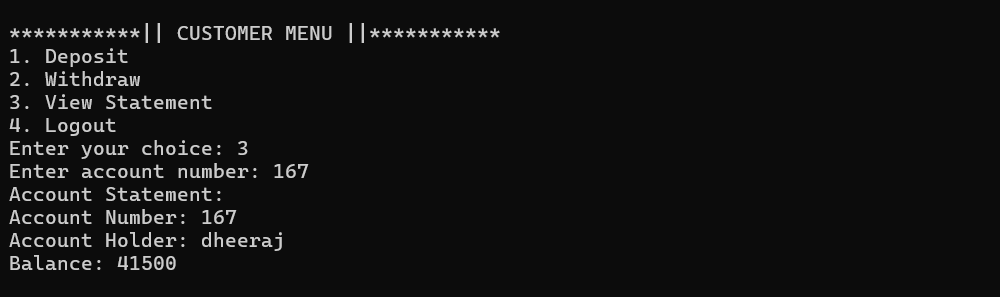 ***********|| CUSTOMER MENU ||***********
1. Deposit
2. Withdraw
3. View Statement
4. Logout
Enter your choice: 3
Enter account number: 167
Account Statement:
Account Number: 167
Account Holder: dheeraj
Balance: 41500